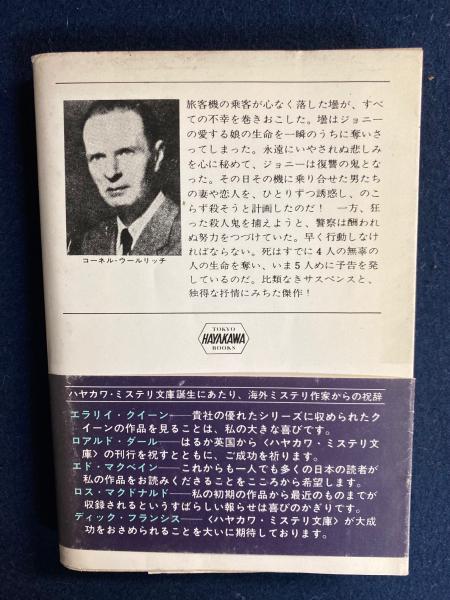 旅客機の乗客が心なく落した壜が、すべ
ての不幸を巻きおこした。壜はジョニー
の愛する娘の生命を一瞬のうちに奪いさ
ってしまった。永遠にいやされぬ悲しみ
を心に秘めて、ジョニーは復讐の鬼とな
った。その日その機に乗り合せた男たち
の妻や恋人を、ひとりずつ誘惑し、のこ
らず殺そうと計画したのだ！　一方、狂
った殺人鬼を捕えようと、警察は酬われ
ぬ努力をつづけていた。早く行動しなけ
ればならない。死はすでに4人の無辜の
人の生命を奪い、いま5人めに予告を発
しているのだ。比類なきサスペンスと、
独得な抒情にみちた傑作！
コーネル・ウールリッチ
TOKYO
HAYAKAWA
BOOKS
ハヤカワ・ミステリ文庫誕生にあたり、海外ミステリ作家からの祝辞
エラリイ・クイーン──貴社の優れたシリーズに収められたク
イーンの作品を見ることは、私の大きな喜びです。
ロアルド・ダール──はるか英国から〈ハヤカワ・ミステリ文
庫〉の刊行を祝すとともに、ご成功を祈ります。
エド・マクベイン──これからも一人でも多くの日本の読者が
私の作品をお読みくださることをこころから希望します。
ロス・マクドナルド──私の初期の作品から最近のものまでが
収録されるというすばらしい報らせは喜びのかぎりです。
ディック・フランシス──〈ハヤカワ・ミステリ文庫〉が大成
功をおさめられることを大いに期待しております。